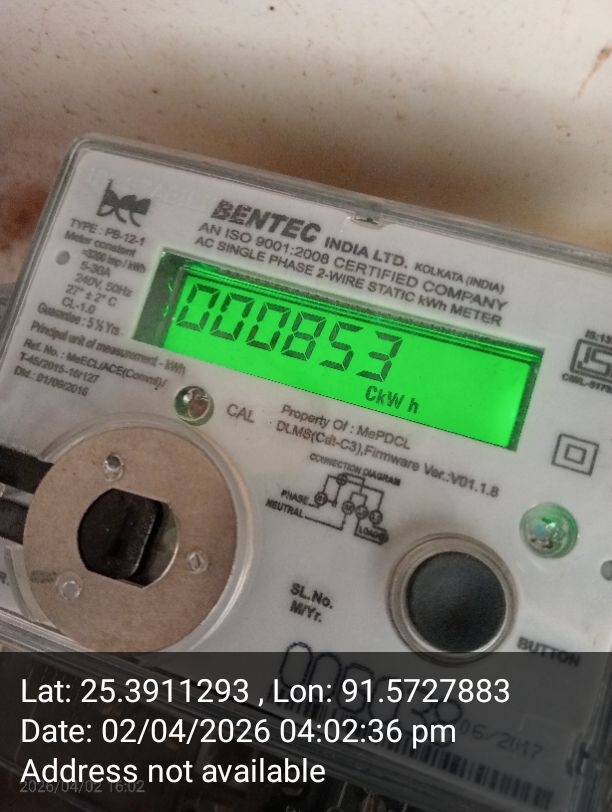 bee
BENTEC INDIA LTD. KOLKATA (INDIA)
AN ISO 9001:2008 CERTIFIED COMPANY
AC SINGLE PHASE 2-WIRE STATIC kWh METER
TYPE : PB-12-1
Meter constant
=3200 imp / kWh
5-30A
240V, 50Hz
27° ± 2° C
CL-1.0
Guarantee : 5 ½ Yrs
Principal unit of measurement - kWh
Ref. No. : MeECL/ACE(Comml)/
T-45/2015-16/127
Dtd.: 01/09/2016
000853
CkW h
CAL
Property Of : MePDCL
DLMS(Cat-C3),Firmware Ver.:V01.1.8
CONNECTION DIAGRAM
PHASE
NEUTRAL
LOAD
SL.No.
M/Yr.
BUTTON
Lat: 25.3911293 , Lon: 91.5727883
Date: 02/04/2026 04:02:36 pm
Address not available
2026/04/02 16:02